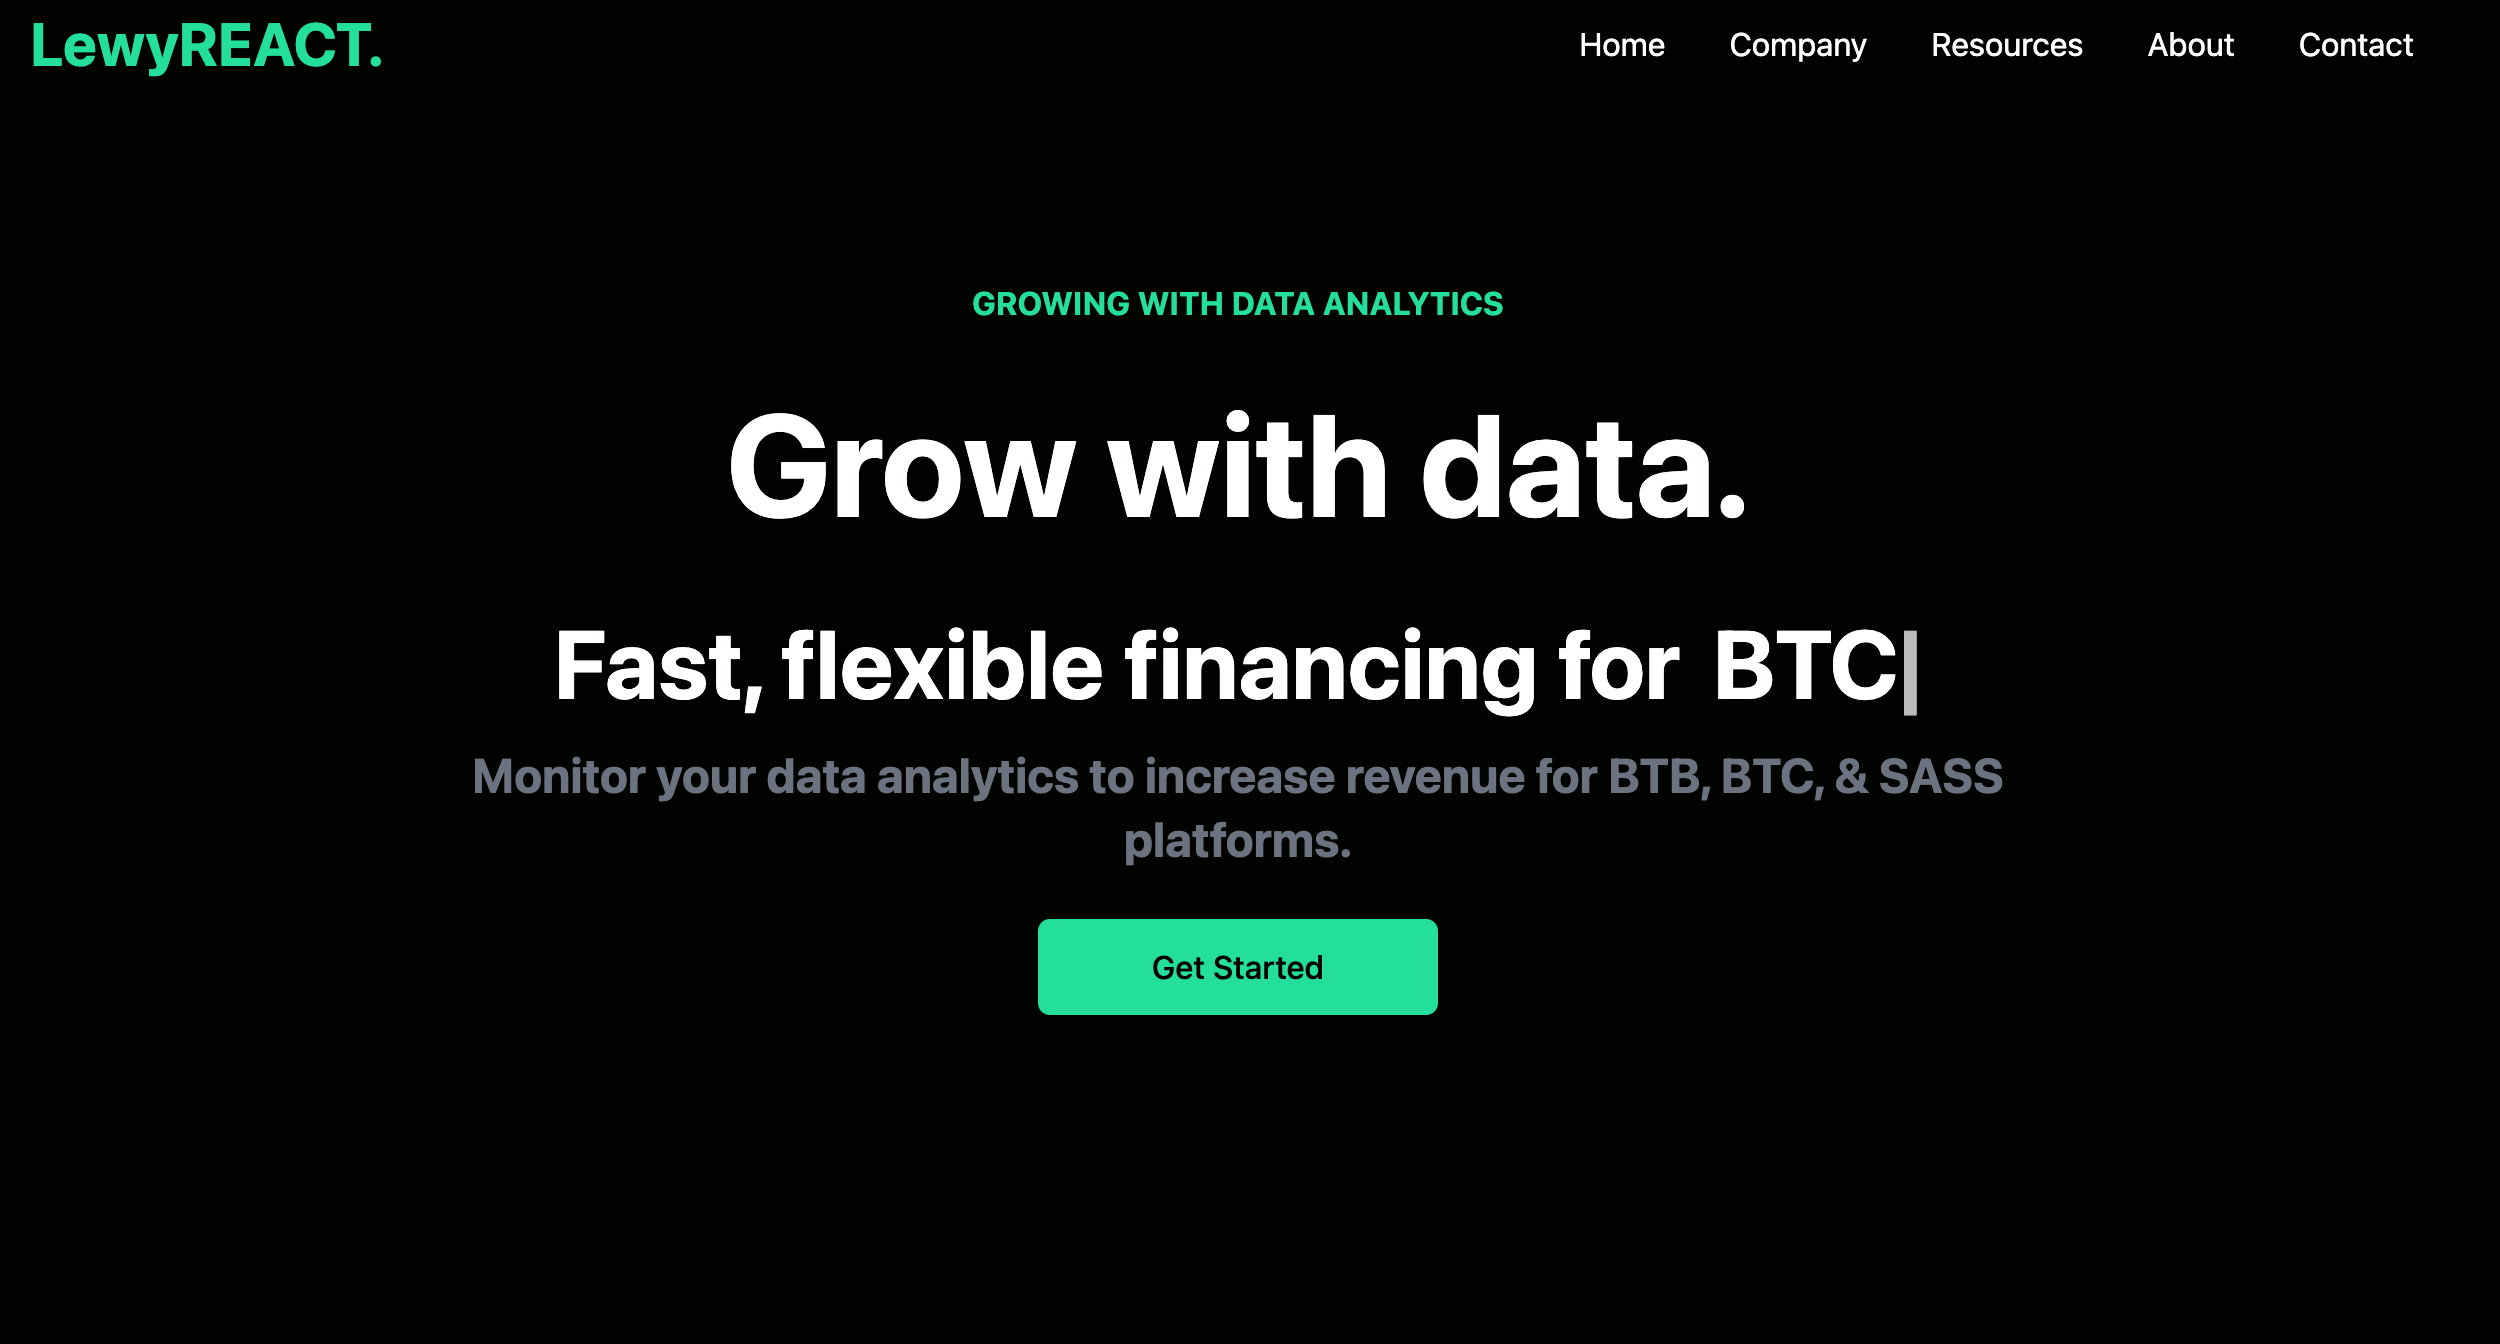 LewyREACT.
Home Company Resources About Contact
GROWING WITH DATA ANALYTICS
Grow with data.
Fast, flexible financing for BTC|
Monitor your data analytics to increase revenue for BTB, BTC, & SASS
platforms.
Get Started